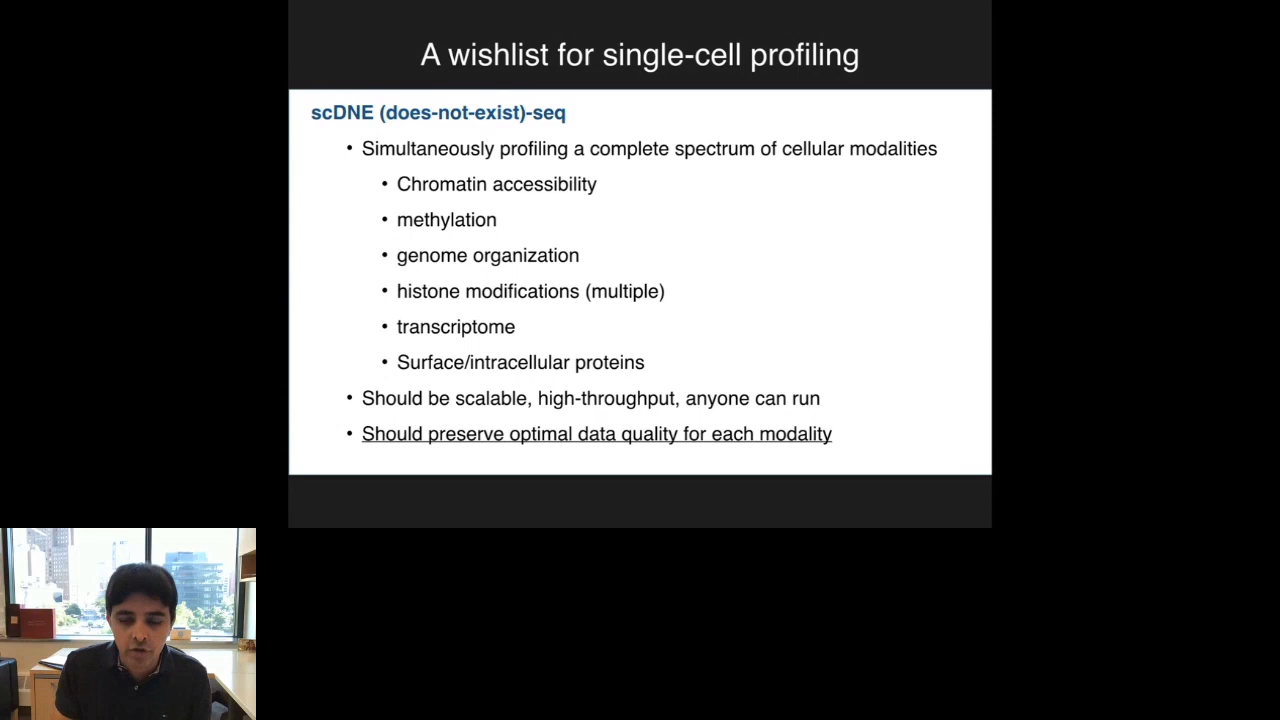 A wishlist for single-cell profiling
scDNE (does-not-exist)-seq
• Simultaneously profiling a complete spectrum of cellular modalities
• Chromatin accessibility
• methylation
• genome organization
• histone modifications (multiple)
• transcriptome
• Surface/intracellular proteins
• Should be scalable, high-throughput, anyone can run
• Should preserve optimal data quality for each modality